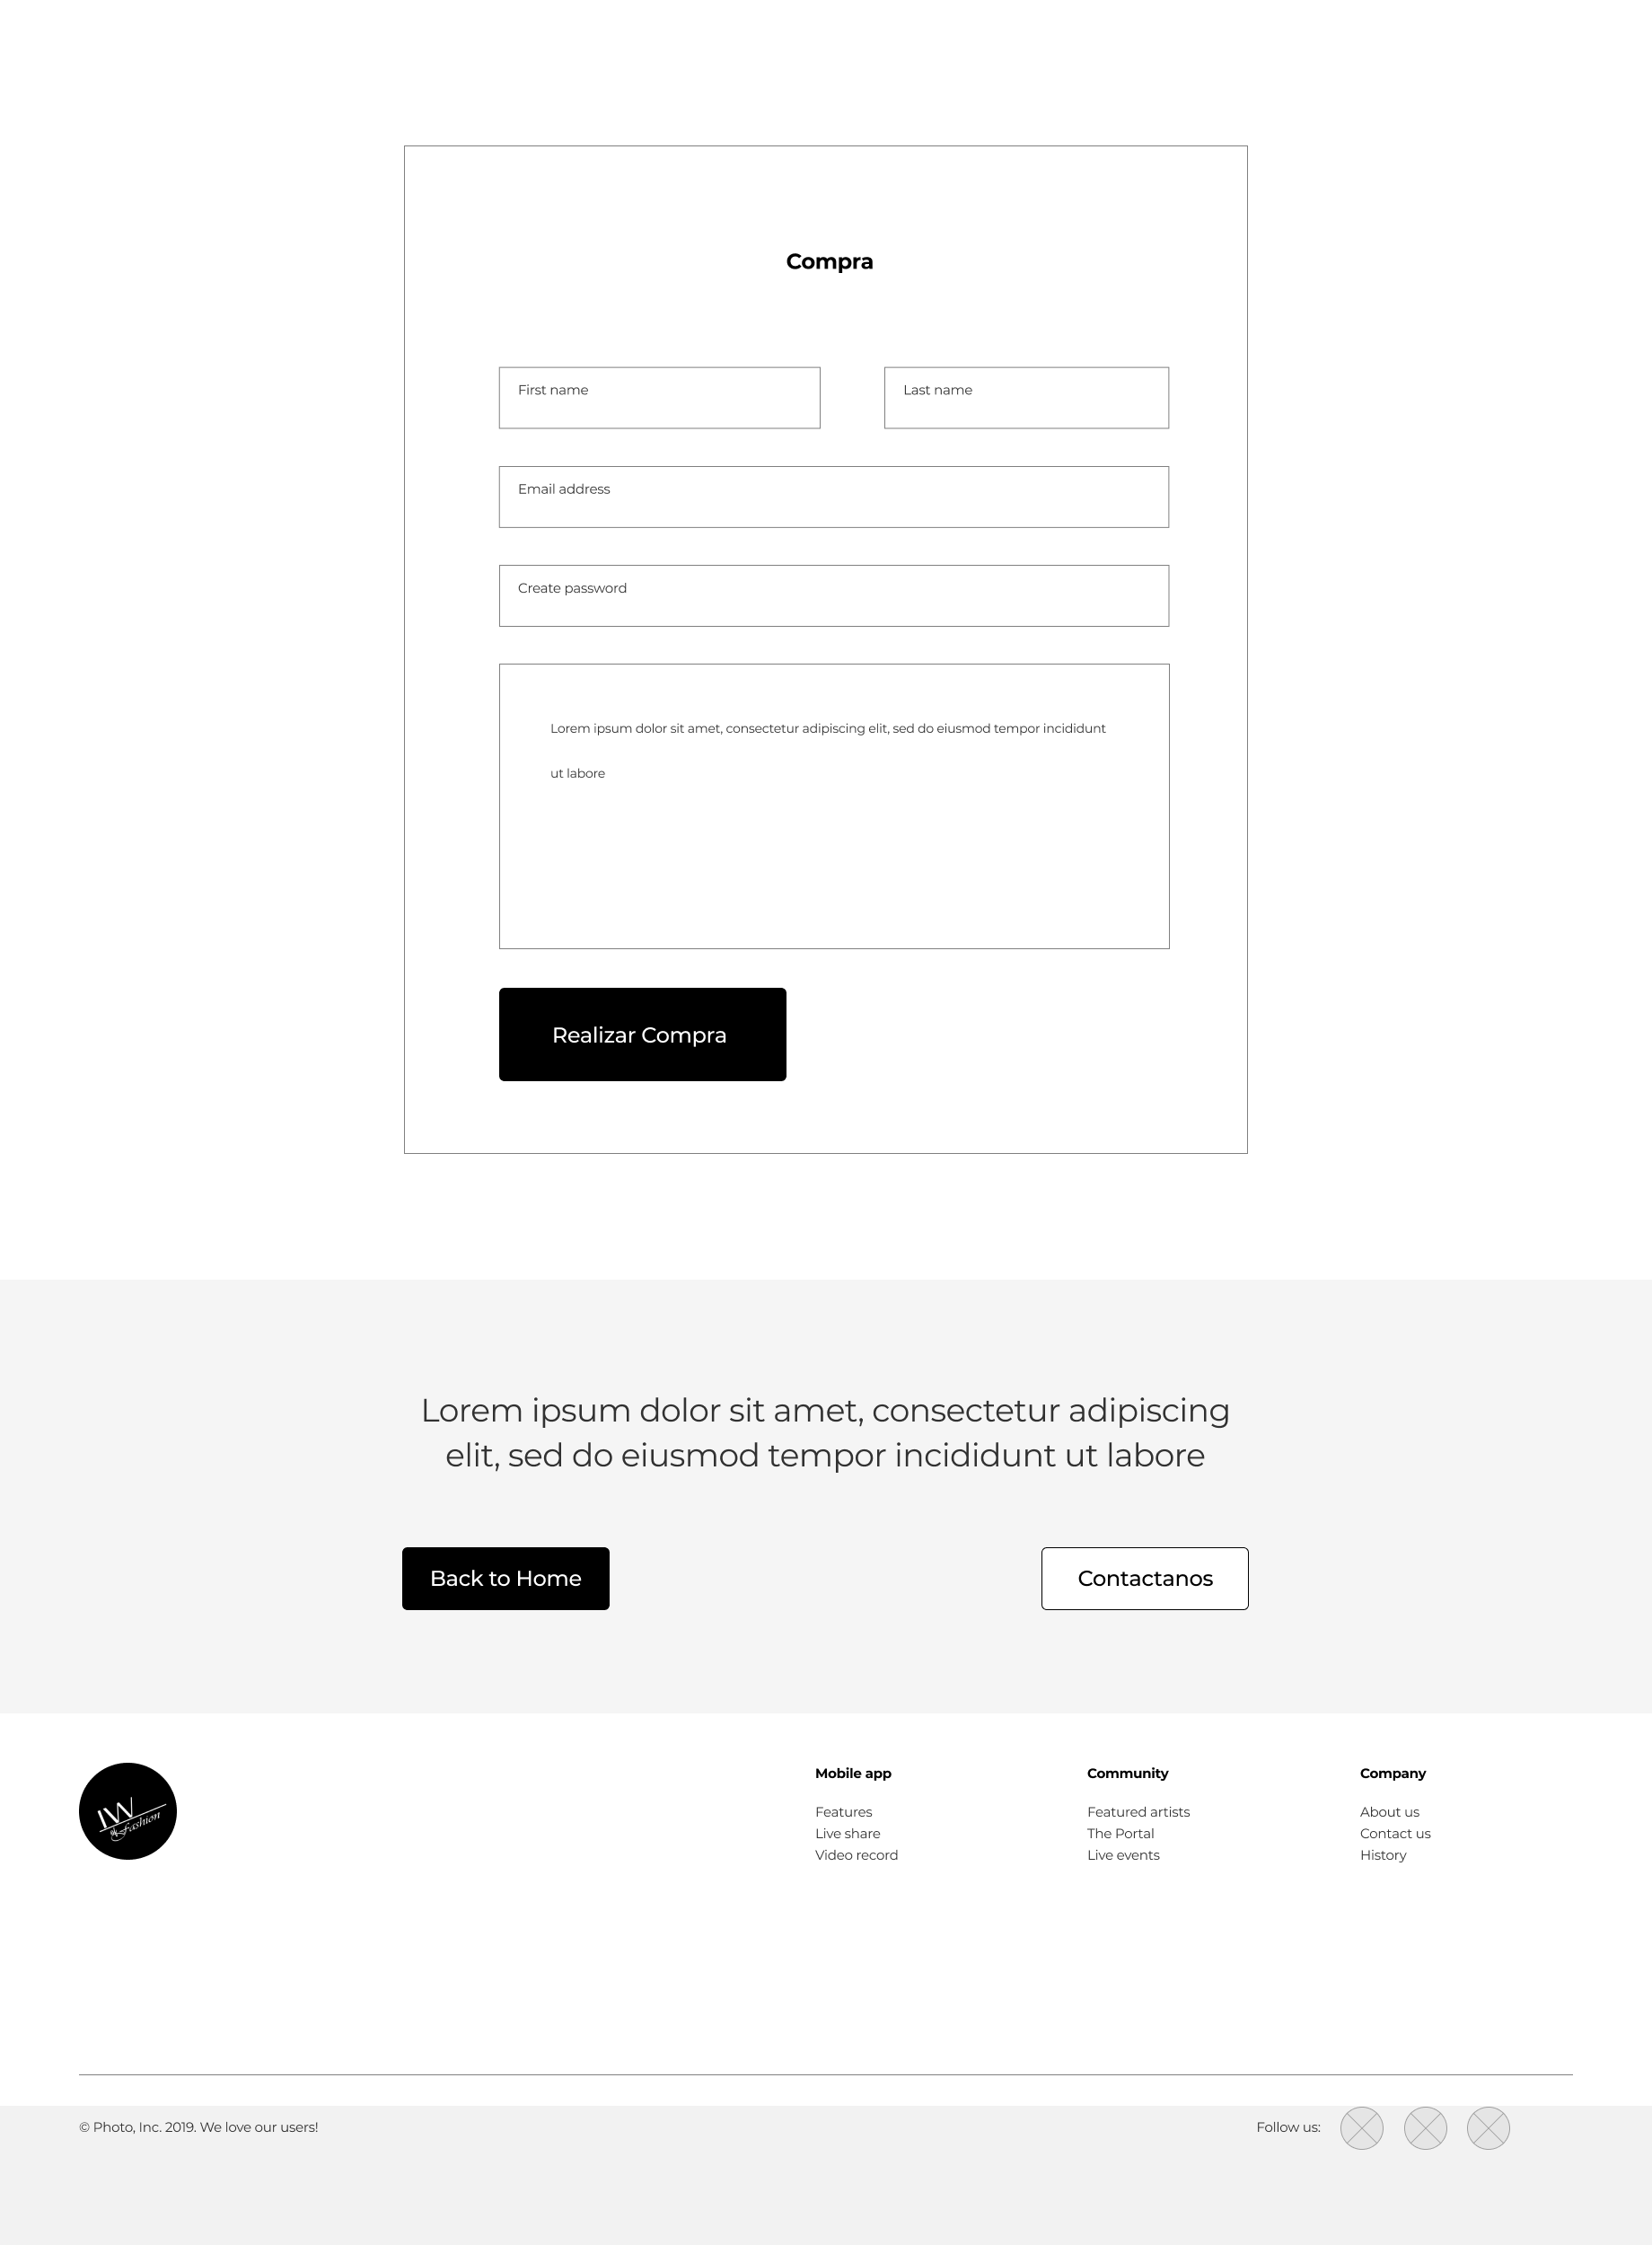 Compra
First name
Last name
Email address
Create password
Lorem ipsum dolor sit amet, consectetur adipiscing elit, sed do eiusmod tempor incididunt
ut labore
Realizar Compra
Lorem ipsum dolor sit amet, consectetur adipiscing
elit, sed do eiusmod tempor incididunt ut labore
Back to Home
Contactanos
Fashion
Mobile app
Features
Live share
Video record
Community
Featured artists
The Portal
Live events
Company
About us
Contact us
History
© Photo, Inc. 2019. We love our users!
Follow us: